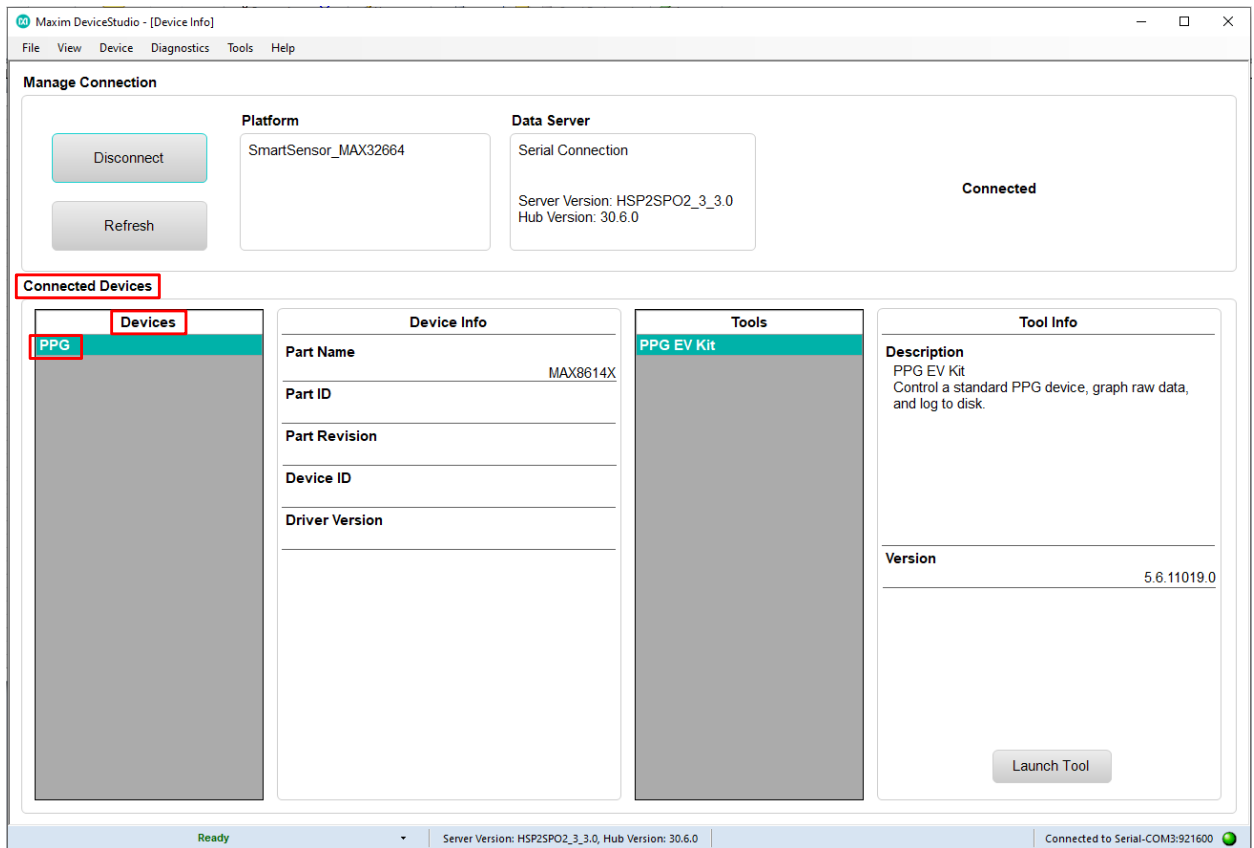 Maxim DeviceStudio - [Device Info]
File View Device Diagnostics Tools Help
Manage Connection
Platform
Data Server
Disconnect
Refresh
SmartSensor_MAX32664
Serial Connection
Server Version: HSP2SPO2_3_3.0
Hub Version: 30.6.0
Connected
Connected Devices
Devices
PPG
Device Info
Part Name
MAX8614X
Part ID
Part Revision
Device ID
Driver Version
Tools
PPG EV Kit
Tool Info
Description
PPG EV Kit
Control a standard PPG device, graph raw data,
and log to disk.
Version
5.6.11019.0
Launch Tool
Ready
Server Version: HSP2SPO2_3_3.0, Hub Version: 30.6.0
Connected to Serial-COM3:921600